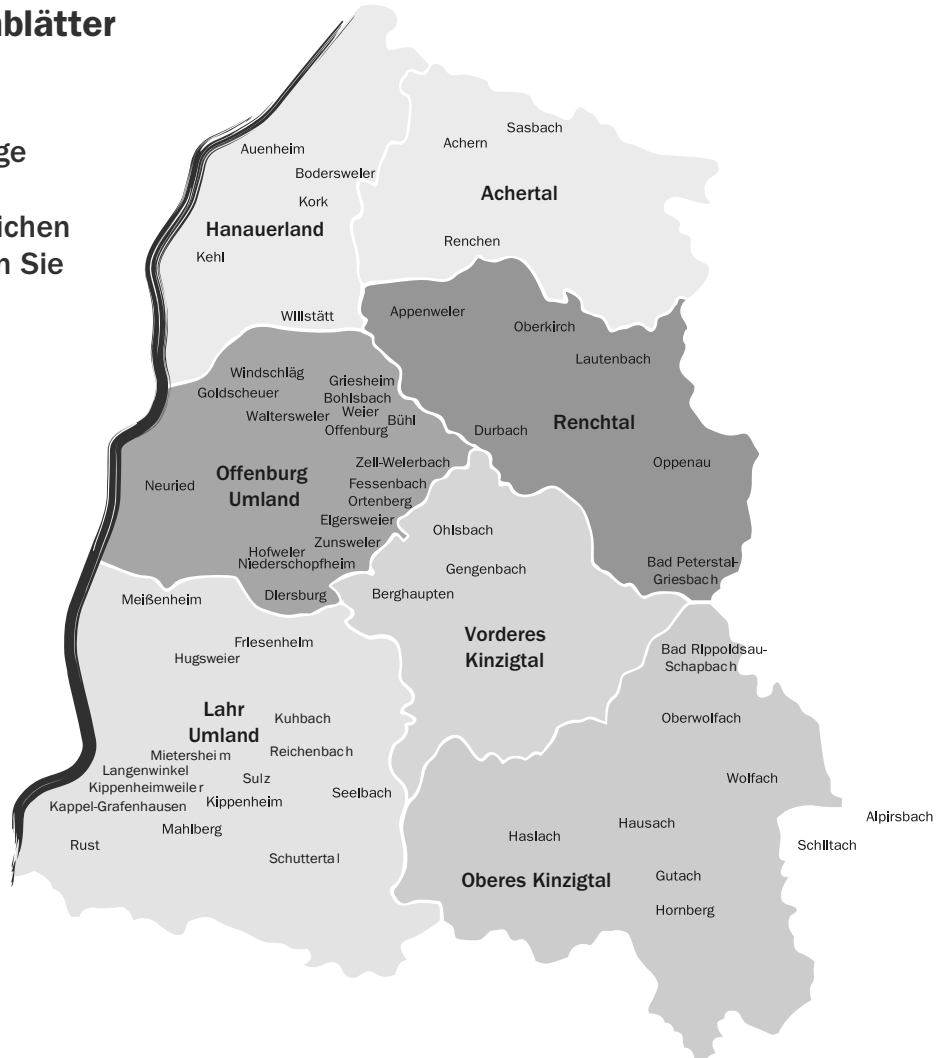 nblätter
ge
ichen
n Sie
Sasbach
Achern
Auenheim
Bodersweier
Achertal
Kork
Hanauerland
Renchen
Kehl
Willstätt
Appenweier
Oberkirch
Lautenbach
Windschläg
Griesheim
Goldscheuer
Bohlsbach
Waltersweier
Weier
Bühl
Offenburg
Durbach
Renchtal
Zell-Weierbach
Oppenau
Offenburg
Umland
Neuried
Fessenbach
Ortenberg
Elgersweier
Ohlsbach
Zunsweier
Hofweier
Niederschopfheim
Gengenbach
Bad Peterstal-
Griesbach
Diersburg
Berghaupten
Meißenheim
Vorderes
Kinzigtal
Friesenheim
Hugsweier
Bad Rippoldsau-
Schapbach
Lahr
Umland
Kuhbach
Oberwolfach
Reichenbach
Mietersheim
Langenwinkel
Sulz
Wolfach
Kippenheimweiler
Seelbach
Kappel-Grafenhausen
Kippenheim
Alpirsbach
Mahlberg
Hausach
Haslach
Rust
Schiltach
Schuttertal
Oberes Kinzigtal
Gutach
Hornberg